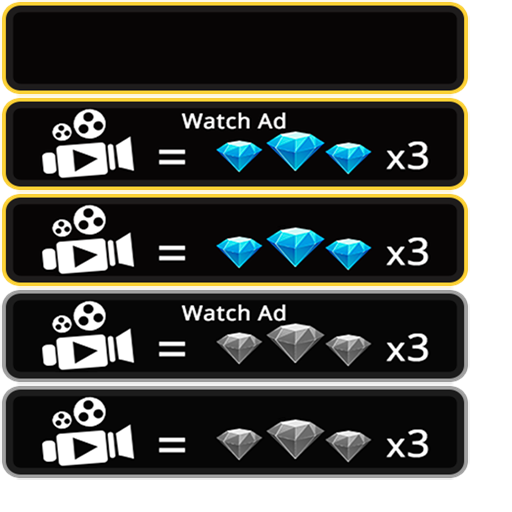 Watch Ad
= x3
= x3
Watch Ad
= x3
= x3